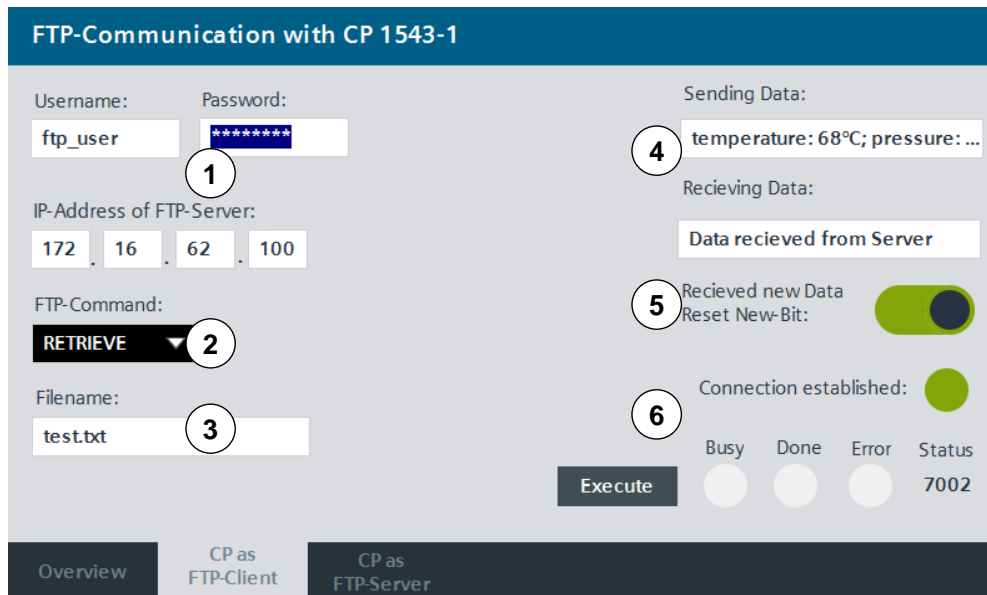 FTP-Communication with CP 1543-1
Username:
Password:
ftp_user
********
1
IP-Address of FTP-Server:
172 . 16 . 62 . 100
FTP-Command:
RETRIEVE
2
Filename:
test.txt
3
Sending Data:
4
temperature: 68°C; pressure: ...
Recieving Data:
Data recieved from Server
5
Recieved new Data
Reset New-Bit:
Connection established:
6
Busy
Done
Error
Status
Execute
7002
Overview
CP as
FTP-Client
CP as
FTP-Server